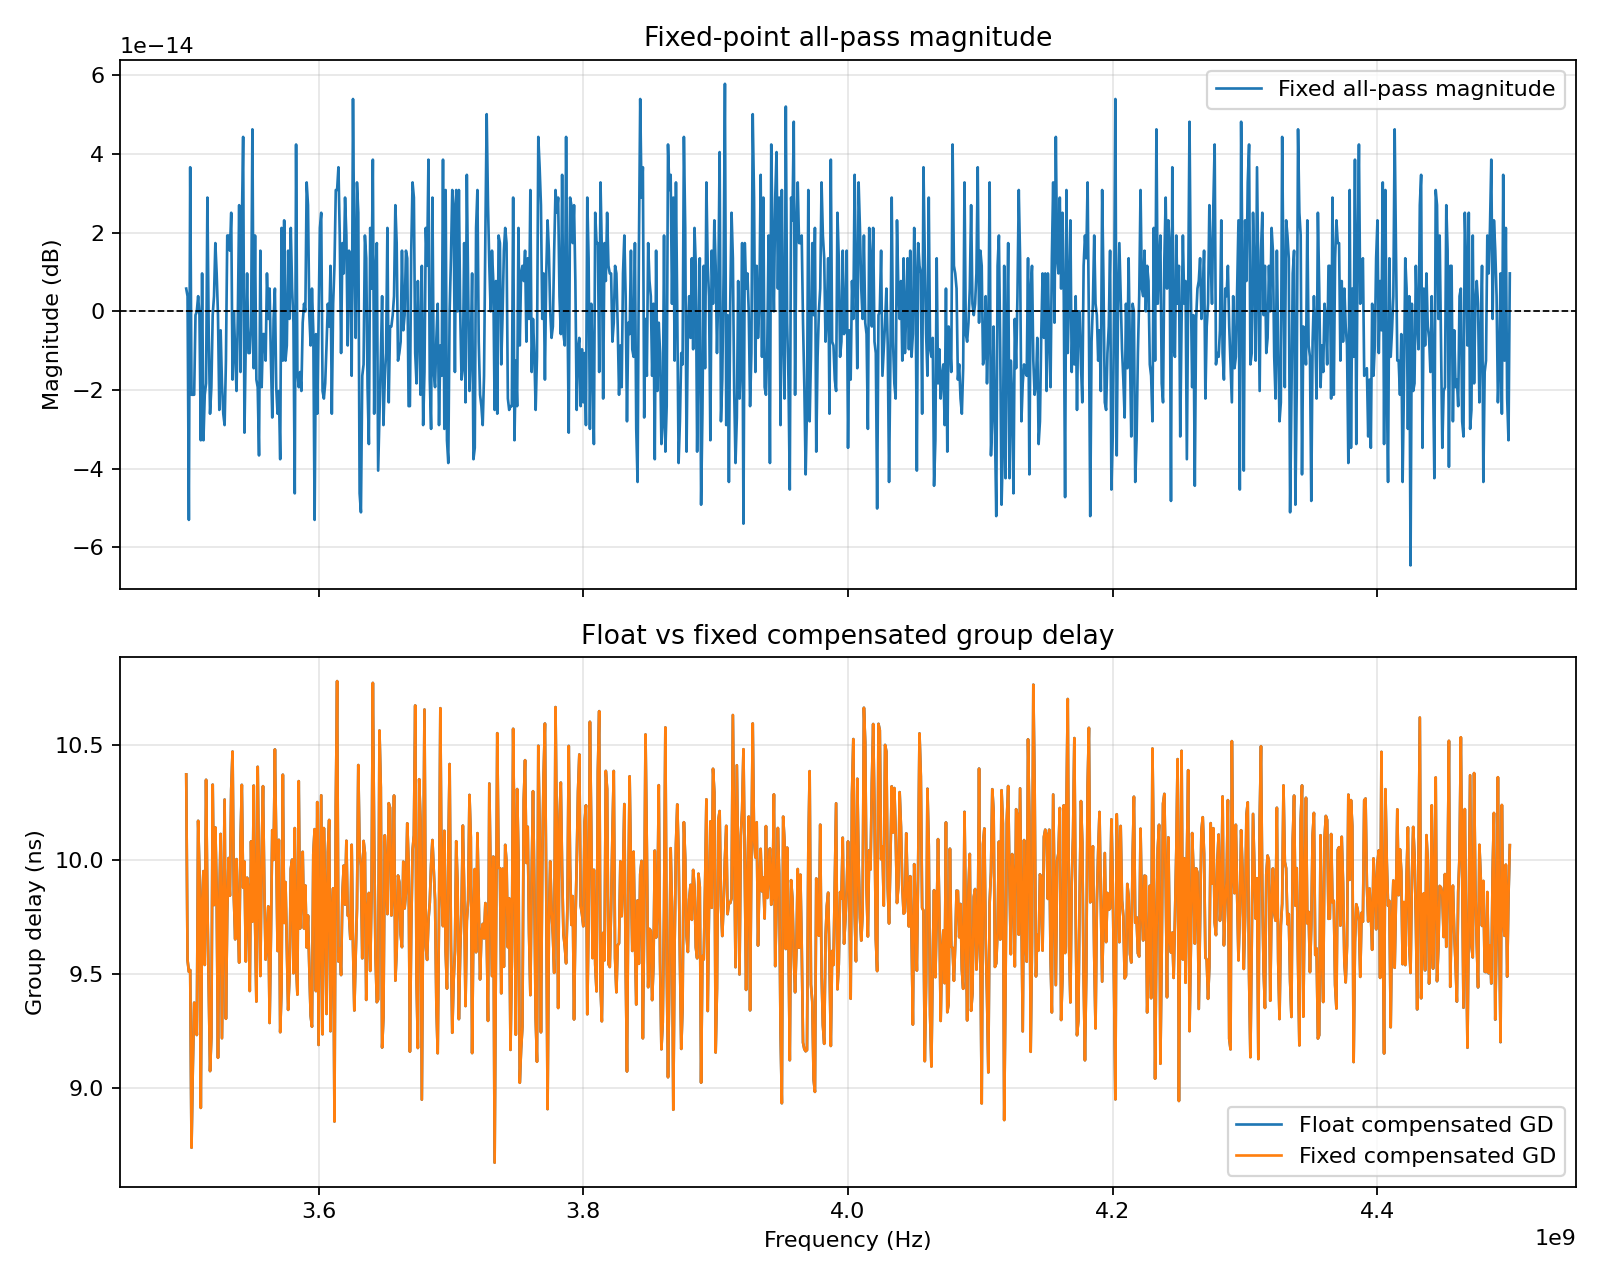 Fixed-point all-pass magnitude
1e−14
Fixed all-pass magnitude
6
4
2
0
−2
−4
−6
Magnitude (dB)
Float vs fixed compensated group delay
10.5
10.0
9.5
9.0
Group delay (ns)
Float compensated GD
Fixed compensated GD
3.6 3.8 4.0 4.2 4.4
Frequency (Hz)
1e9